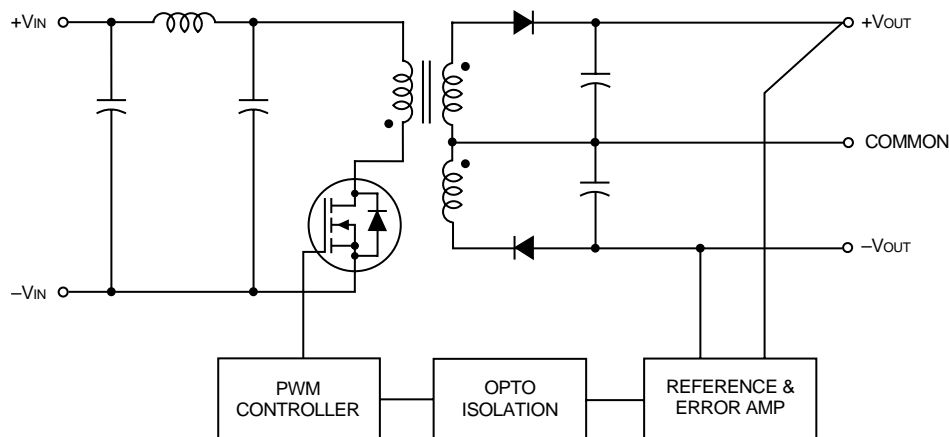 +VIN
+VOUT
COMMON
–VOUT
–VIN
PWM
CONTROLLER
OPTO
ISOLATION
REFERENCE &
ERROR AMP